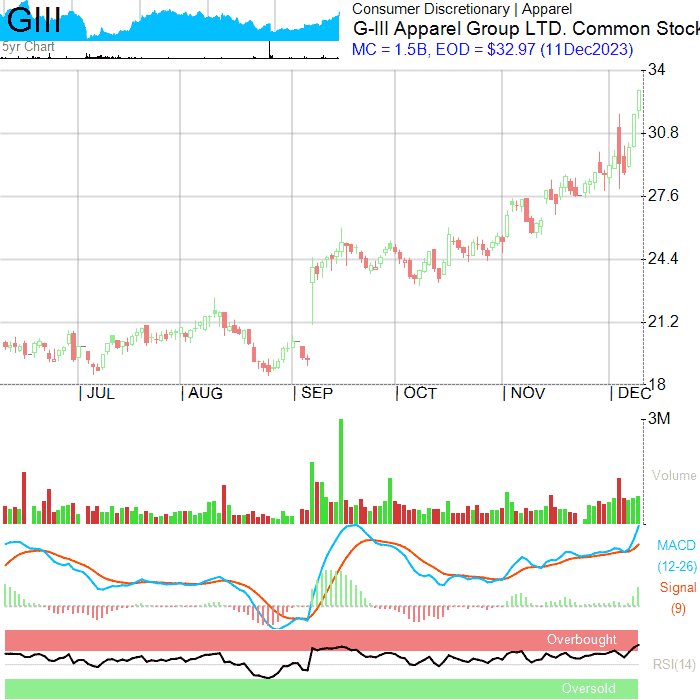 GIII
5yr Chart
Consumer Discretionary | Apparel
G-III Apparel Group LTD. Common Stock
MC = 1.5B, EOD = $32.97 (11Dec2023)
34
30.8
27.6
24.4
21.2
18
|JUL |AUG |SEP |OCT |NOV |DEC
3M
Volume
MACD
(12-26)
Signal
(9)
Overbought
RSI(14)
Oversold